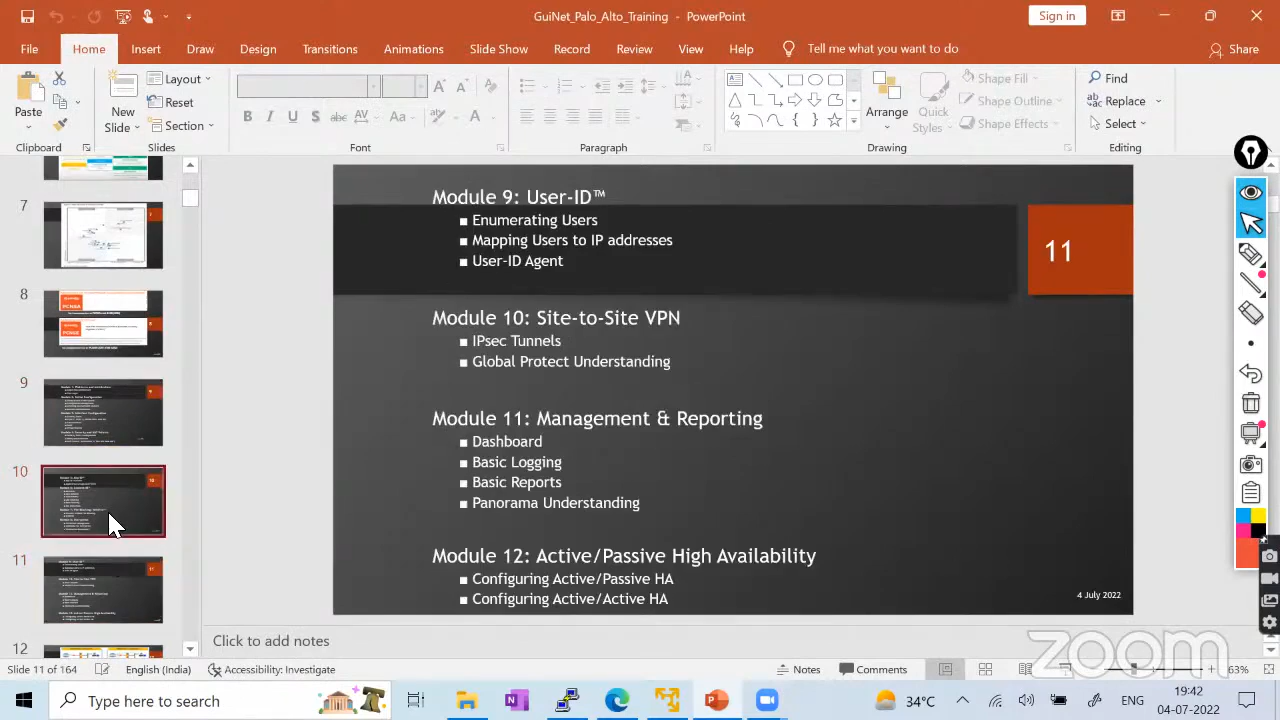 GuiNet_Palo_Alto_Training - PowerPoint
Sign in
File Home Insert Draw Design Transitions Animations Slide Show Record Review View Help Tell me what you want to do Share
Paste
Clipboard
New Slide
Layout
Reset
Section
Slides
B I U S abc AV Aa A
Font
Paragraph
Arrange
Quick Styles
Shape Fill
Shape Outline
Shape Effects
Drawing
Find
Replace
Select
Editing
7
8
9
10
11
12
Module 9: User-ID™
Enumerating Users
Mapping Users to IP addresses
User-ID Agent
11
Module 10: Site-to-Site VPN
IPsec Tunnels
Global Protect Understanding
Module 11: Management & Reporting
Dashboard
Basic Logging
Basic Reports
Panorama Understanding
Module 12: Active/Passive High Availability
Configuring Active/Passive HA
Configuring Active/Active HA
4 July 2022
Click to add notes
zoom
Slide 11 of 164 English (India) Accessibility: Investigate Notes Comments 63%
Type here to search
34°C ENG 19:42
04-07-2022